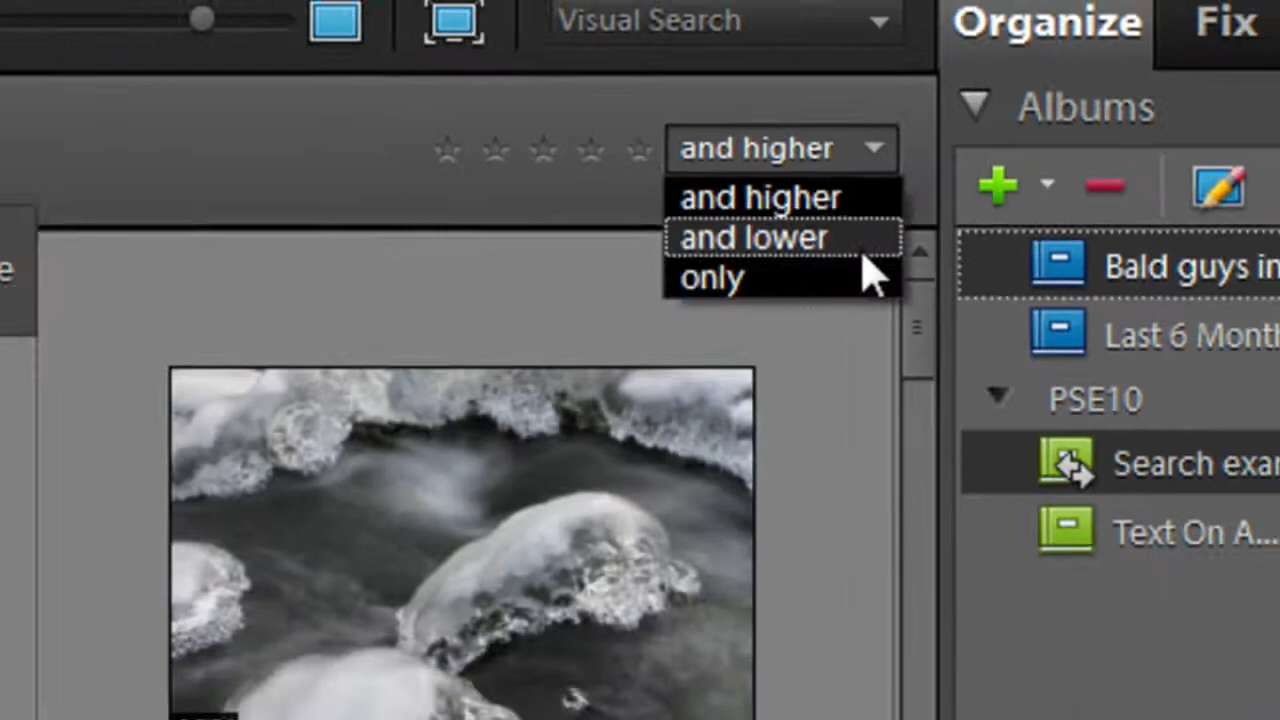 Visual Search
Organize
Fix
Albums
and higher
and higher
and lower
only
e
Bald guys in
Last 6 Month
PSE10
Search exa
Text On A...